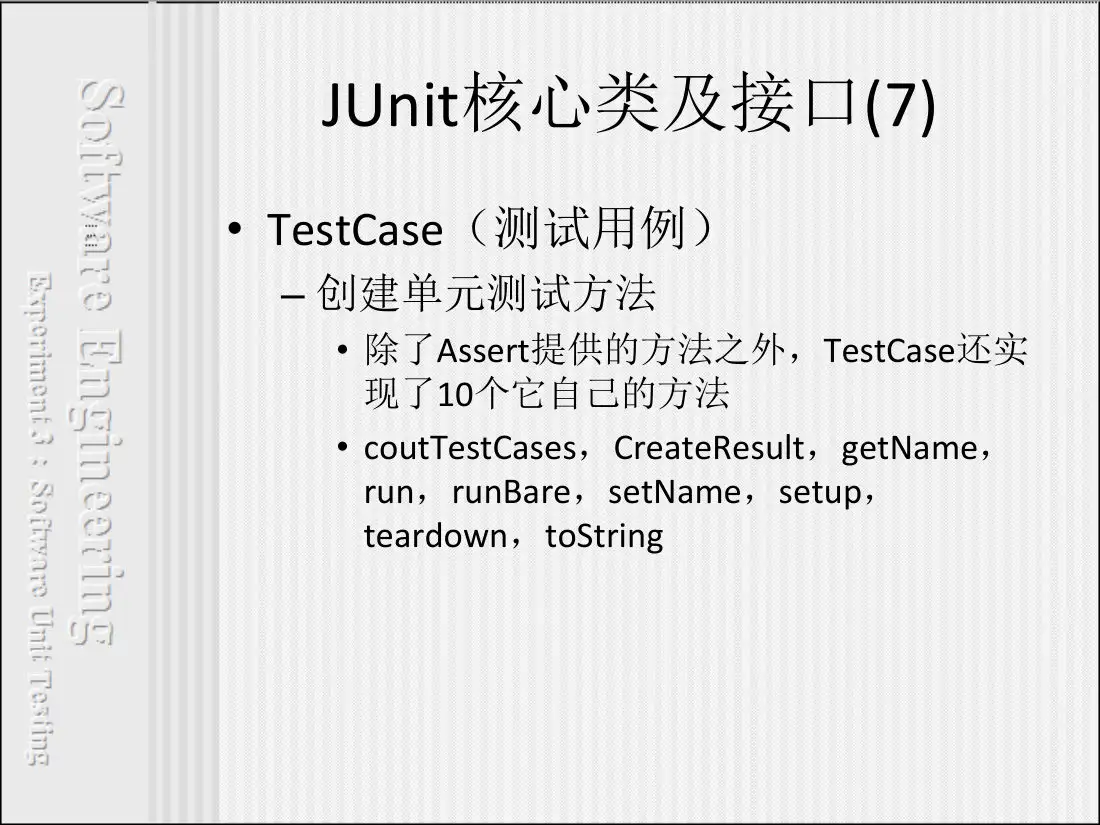 JUnit核心类及接口(7)
• TestCase（测试用例）
– 创建单元测试方法
• 除了Assert提供的方法之外，TestCase还实
现了10个它自己的方法
• coutTestCases，CreateResult，getName，
run，runBare，setName，setup，
teardown，toString
Software Engineering
Experiment 3 : Software Unit Testing